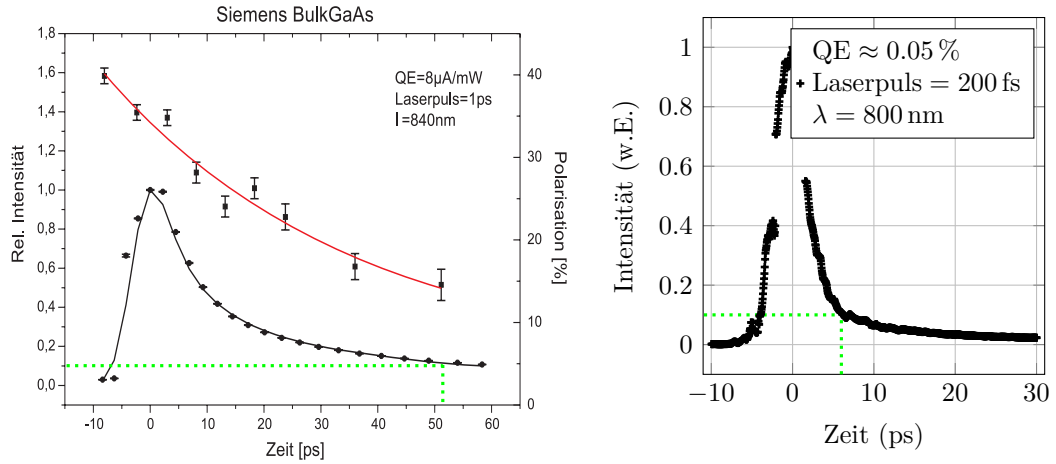 Siemens BulkGaAs
Rel. Intensität
1,8
1,6
1,4
1,2
1,0
0,8
0,6
0,4
0,2
0,0
-10
0
10
20
30
40
50
60
Zeit [ps]
40
30
20
10
0
Polarisation [%]
QE=8µA/mW
Laserpuls=1ps
l=840nm
Intensität (w.E.)
1
0.8
0.6
0.4
0.2
0
−10
0
10
20
30
Zeit (ps)
QE ≈ 0.05 %
Laserpuls = 200 fs
λ = 800 nm